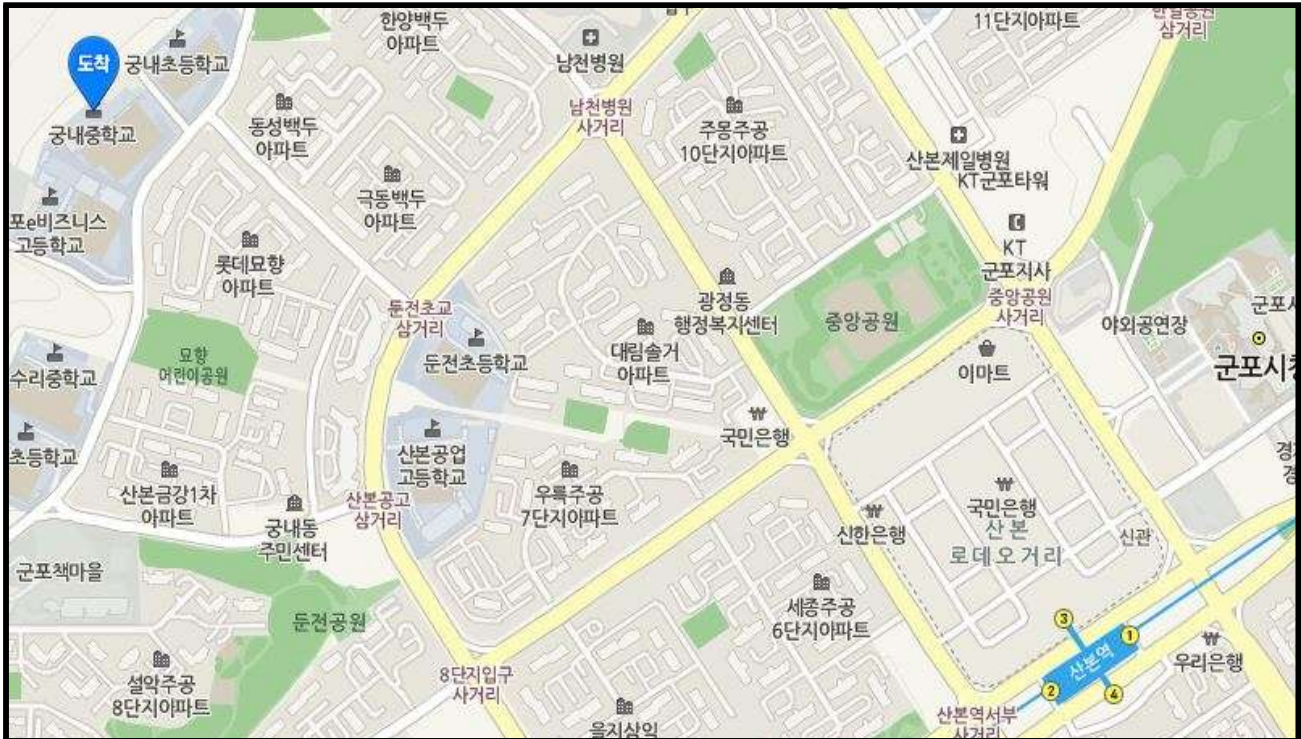 한양백두
아파트
남천병원
11단지아파트
삼거리
도착
궁내초등학교
궁내중학교
동성백두
아파트
남천병원
사거리
주몽주공
10단지아파트
산본제일병원
KT군포타워
극동백두
아파트
포e비즈니스
고등학교
롯데묘향
아파트
KT
군포지사
광정동
행정복지센터
중앙공원
사거리
둔전초교
삼거리
중앙공원
야외공연장
군포시
대림솔거
아파트
둔전초등학교
묘향
어린이공원
이마트
군포시청
수리중학교
국민은행
초등학교
산본공업
고등학교
산본금강1차
아파트
우륵주공
7단지아파트
산본공고
삼거리
궁내동
주민센터
국민은행
산본
로데오거리
신한은행
신관
군포책마을
세종주공
6단지아파트
둔전공원
3
1
산본역
2
4
우리은행
설악주공
8단지아파트
8단지입구
사거리
을지삼익
산본역서부
사거리